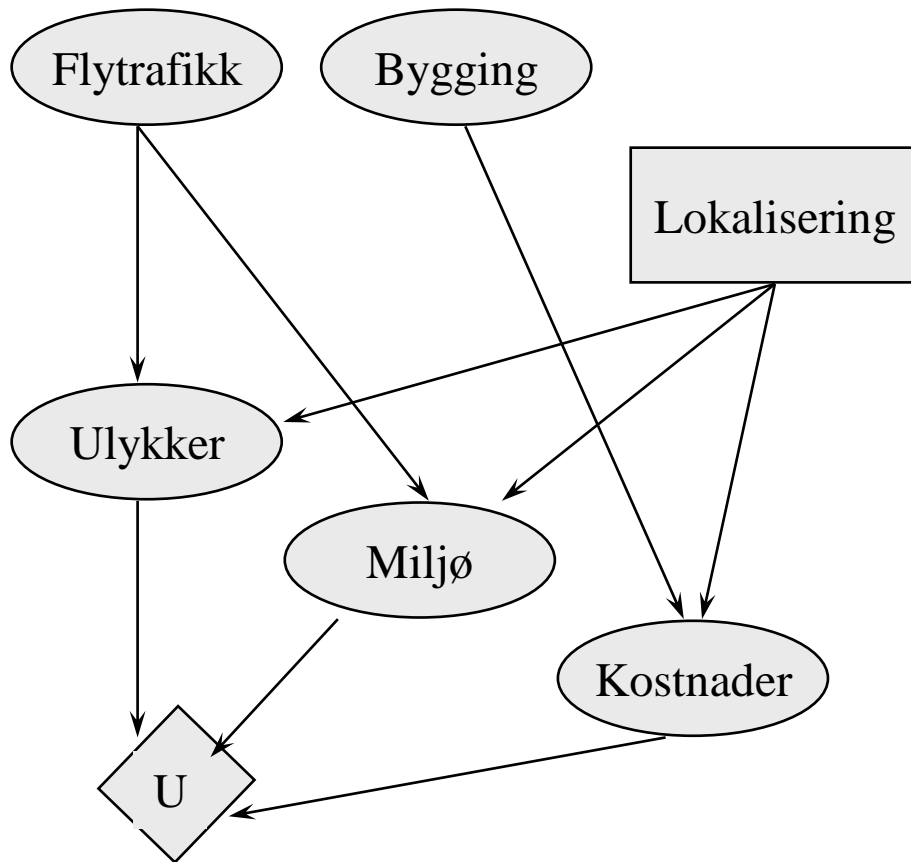 Flytrafikk
Bygging
Lokalisering
Ulykker
Miljø
Kostnader
U